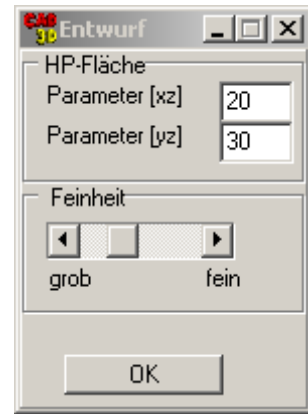 CAD
3D Entwurf
HP-Fläche
Parameter [xz] 20
Parameter [yz] 30
Feinheit
grob fein
OK